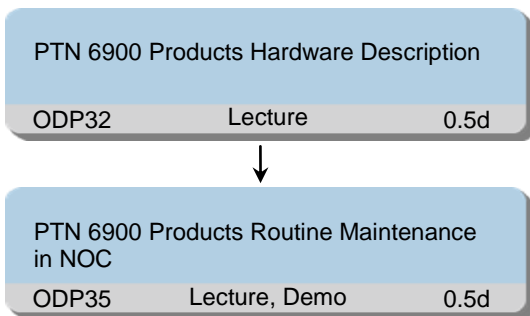 PTN 6900 Products Hardware Description
ODP32 Lecture 0.5d
PTN 6900 Products Routine Maintenance
in NOC
ODP35 Lecture, Demo 0.5d